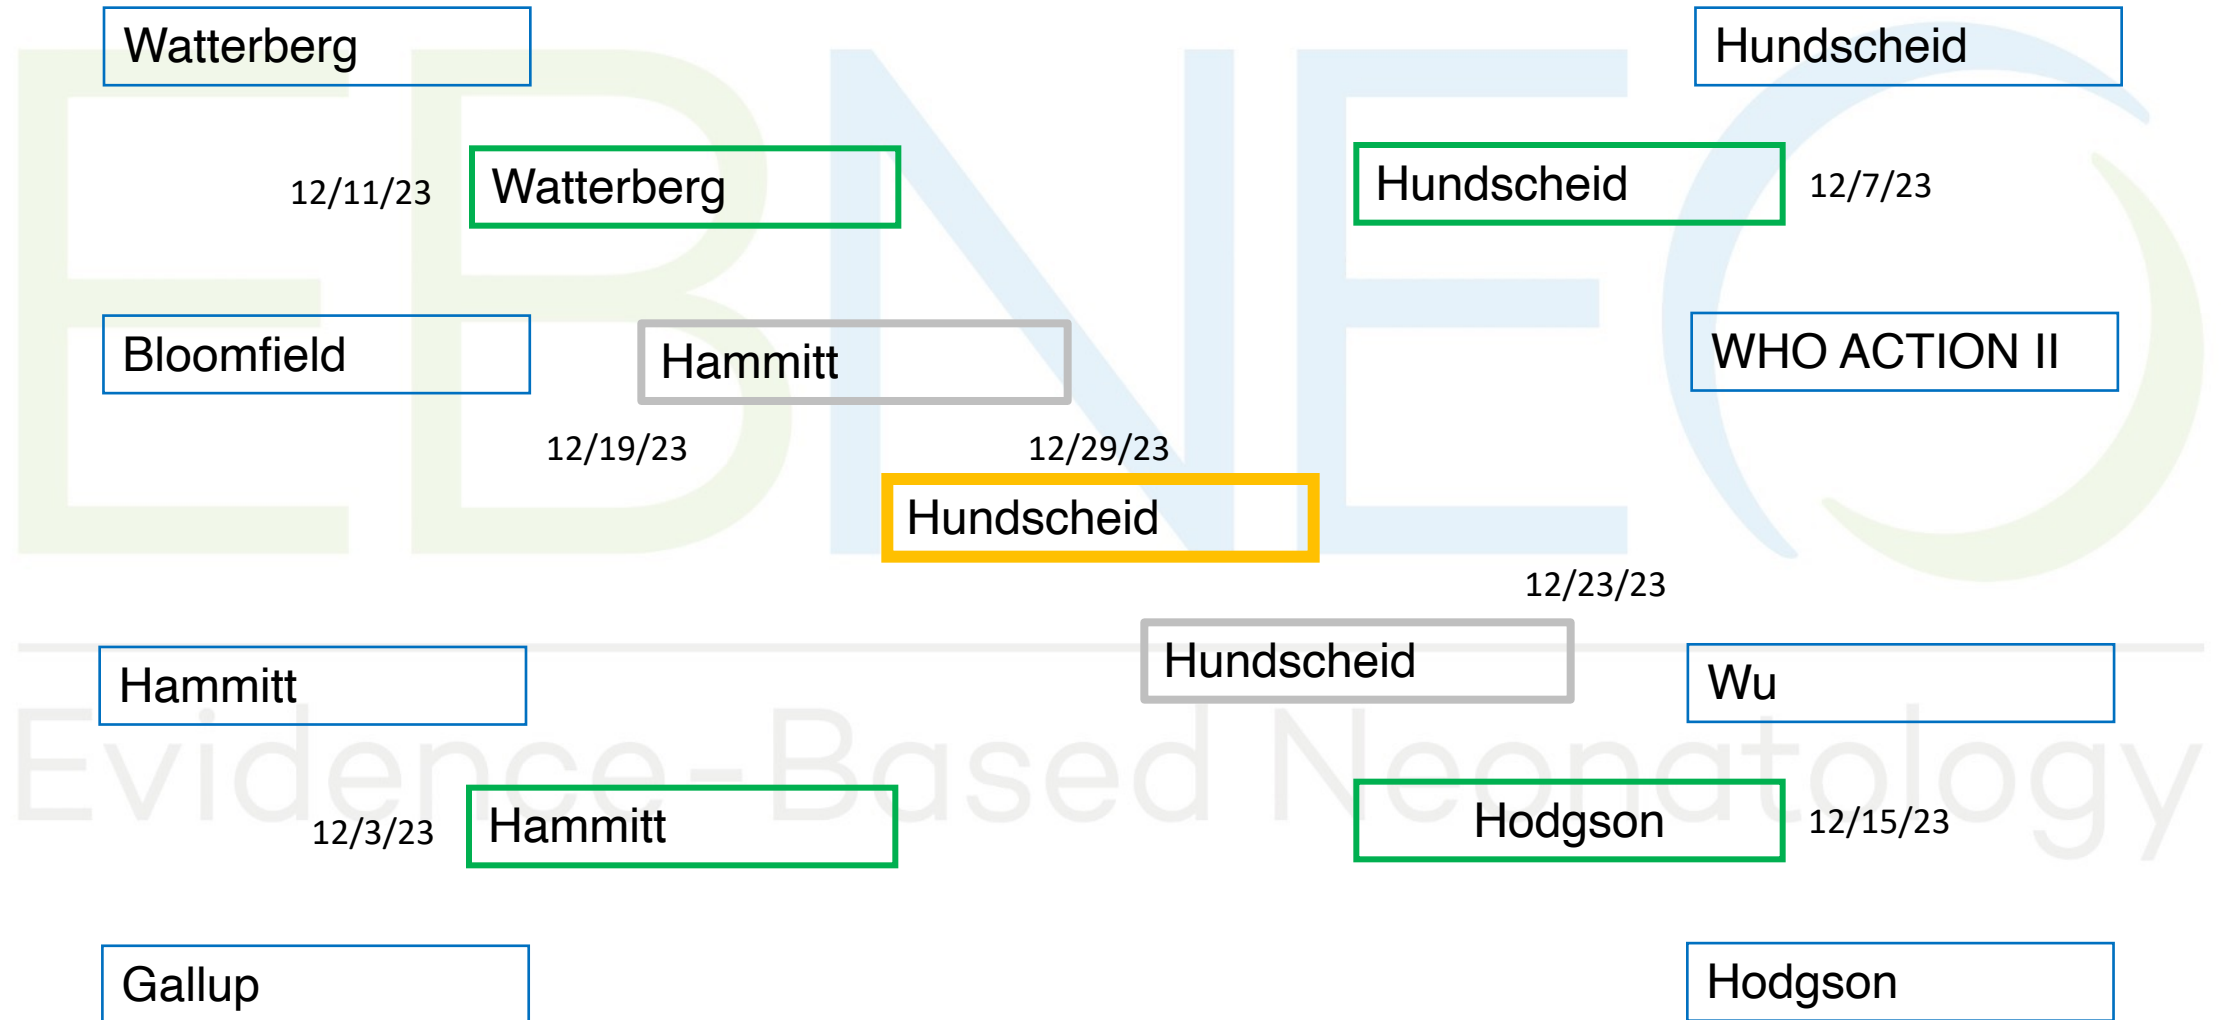 Watterberg
Hundscheid
12/11/23
Watterberg
Hundscheid
12/7/23
Bloomfield
Hammitt
WHO ACTION II
12/19/23
12/29/23
Hundscheid
12/23/23
Hammitt
Hundscheid
Wu
12/3/23
Hammitt
Hodgson
12/15/23
Gallup
Hodgson
EBNEO
Evidence-Based Neonatology